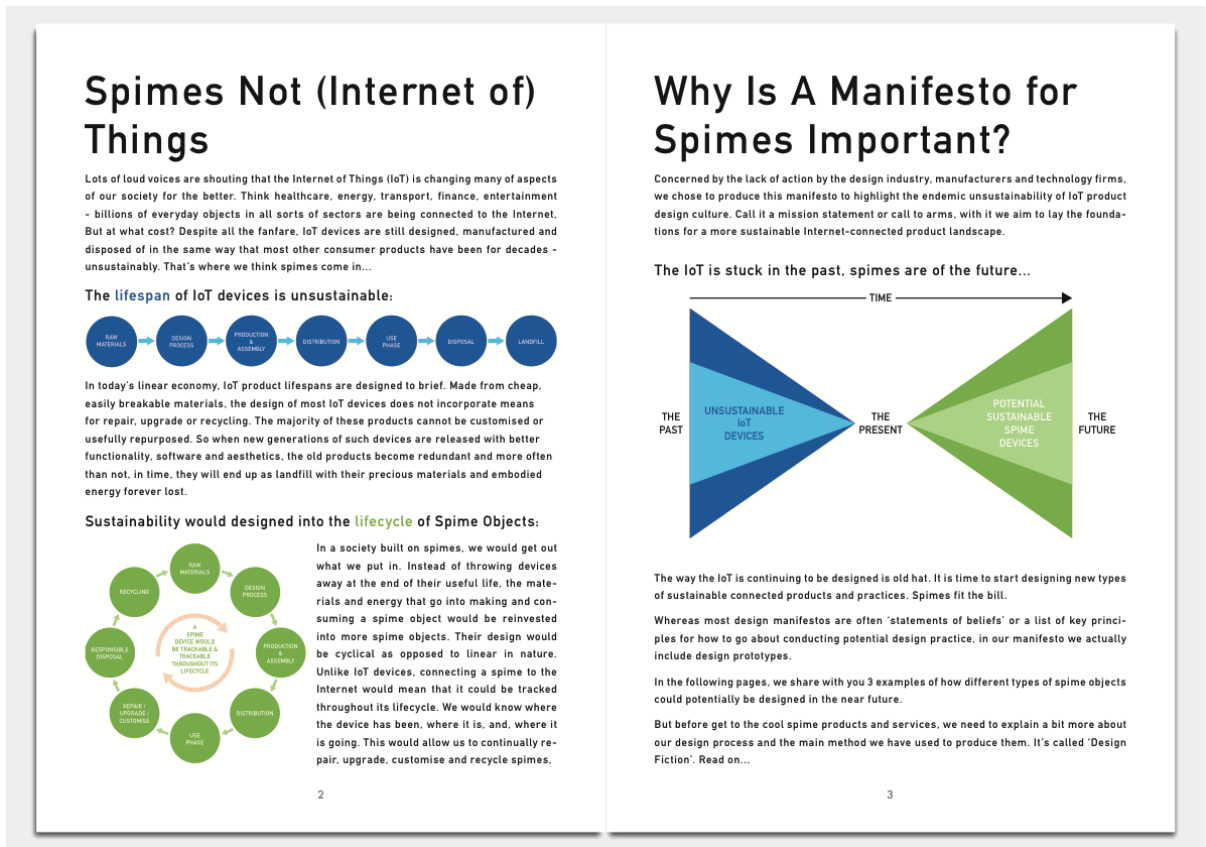 Spimes Not (Internet of)
Things
Lots of loud voices are shouting that the Internet of Things (IoT) is changing many of aspects
of our society for the better. Think healthcare, energy, transport, finance, entertainment
- billions of everyday objects in all sorts of sectors are being connected to the Internet,
But at what cost? Despite all the fanfare, IoT devices are still designed, manufactured and
disposed of in the same way that most other consumer products have been for decades -
unsustainably. That's where we think spimes come in...
The lifespan of IoT devices is unsustainable:
RAW
MATERIALS
DESIGN
PROCESS
PRODUCTION
&
ASSEMBLY
DISTRIBUTION
USE
PHASE
DISPOSAL
LANDFILL
In today's linear economy, IoT product lifespans are designed to brief. Made from cheap,
easily breakable materials, the design of most IoT devices does not incorporate means
for repair, upgrade or recycling. The majority of these products cannot be customised or
usefully repurposed. So when new generations of such devices are released with better
functionality, software and aesthetics, the old products become redundant and more often
than not, in time, they will end up as landfill with their precious materials and embodied
energy forever lost.
Sustainability would designed into the lifecycle of Spime Objects:
RAW
MATERIALS
DESIGN
PROCESS
PRODUCTION
&
ASSEMBLY
DISTRIBUTION
USE
PHASE
REPAIR /
UPGRADE /
CUSTOMISE
RESPONSIBLE
DISPOSAL
RECYCLING
A
SPIME
DEVICE WOULD
BE TRACKABLE &
TRACEABLE
THROUGHOUT ITS
LIFECYCLE
In a society built on spimes, we would get out
what we put in. Instead of throwing devices
away at the end of their useful life, the mate-
rials and energy that go into making and con-
suming a spime object would be reinvested
into more spime objects. Their design would
be cyclical as opposed to linear in nature.
Unlike IoT devices, connecting a spime to the
Internet would mean that it could be tracked
throughout its lifecycle. We would know where
the device has been, where it is, and, where it
is going. This would allow us to continually re-
pair, upgrade, customise and recycle spimes,
2
Why Is A Manifesto for
Spimes Important?
Concerned by the lack of action by the design industry, manufacturers and technology firms,
we chose to produce this manifesto to highlight the endemic unsustainability of IoT product
design culture. Call it a mission statement or call to arms, with it we aim to lay the founda-
tions for a more sustainable Internet-connected product landscape.
The IoT is stuck in the past, spimes are of the future...
TIME
THE
PAST
UNSUSTAINABLE
IoT
DEVICES
THE
PRESENT
POTENTIAL
SUSTAINABLE
SPIME
DEVICES
THE
FUTURE
The way the IoT is continuing to be designed is old hat. It is time to start designing new types
of sustainable connected products and practices. Spimes fit the bill.
Whereas most design manifestos are often 'statements of beliefs' or a list of key princi-
ples for how to go about conducting potential design practice, in our manifesto we actually
include design prototypes.
In the following pages, we share with you 3 examples of how different types of spime objects
could potentially be designed in the near future.
But before get to the cool spime products and services, we need to explain a bit more about
our design process and the main method we have used to produce them. It's called 'Design
Fiction'. Read on...
3